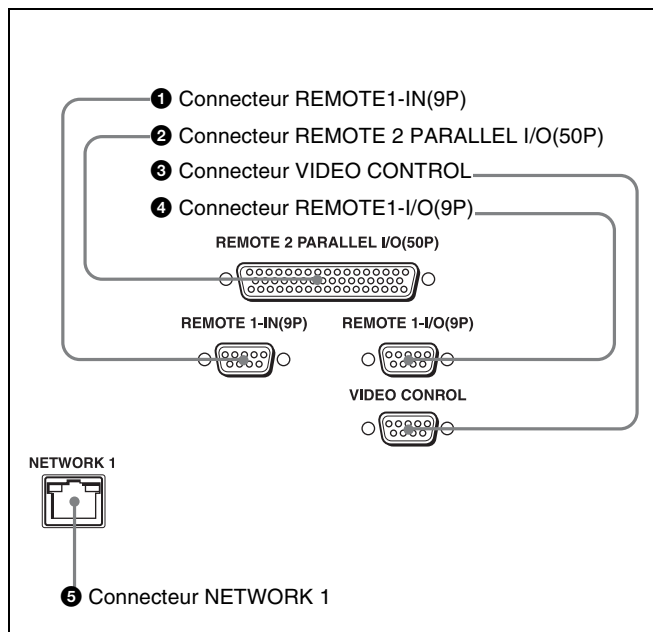 ❶ Connecteur REMOTE1-IN(9P)
❷ Connecteur REMOTE 2 PARALLEL I/O(50P)
❸ Connecteur VIDEO CONTROL
❹ Connecteur REMOTE1-I/O(9P)
REMOTE 2 PARALLEL I/O(50P)
REMOTE 1-IN(9P) REMOTE 1-I/O(9P)
VIDEO CONROL
NETWORK 1
❺ Connecteur NETWORK 1